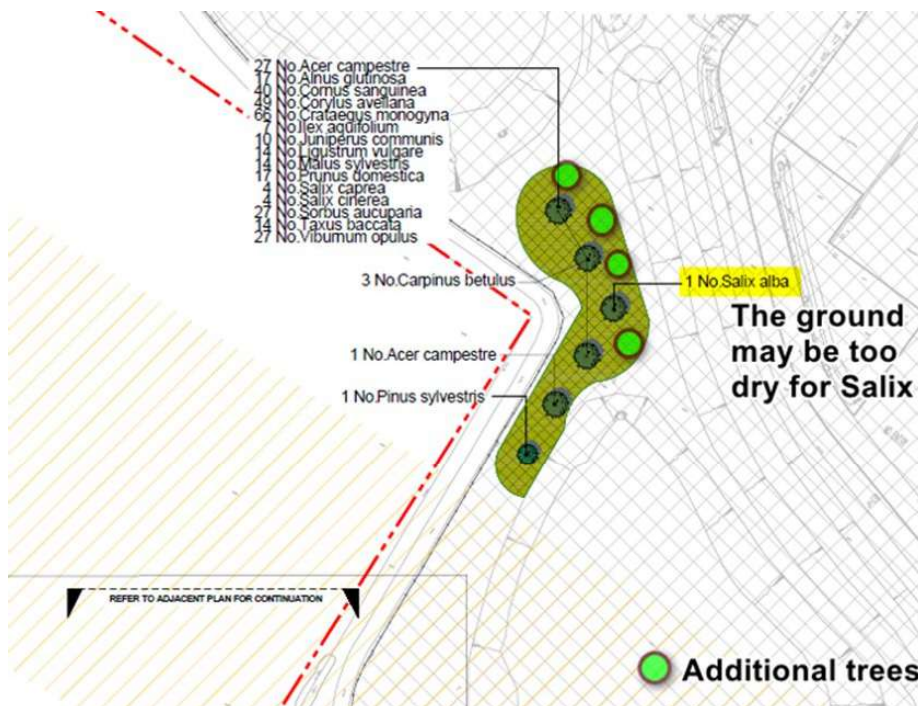 27 No.Acer campestre
17 No.Alnus glutinosa
40 No.Cornus sanguinea
49 No.Corylus avellana
66 No.Crataegus monogyna
7 No.Ilex aquifolium
10 No.Juniperus communis
14 No.Ligustrum vulgare
14 No.Malus sylvestris
17 No.Prunus domestica
4 No.Salix caprea
4 No.Salix cinerea
27 No.Sorbus aucuparia
14 No.Taxus baccata
27 No.Viburnum opulus
3 No.Carpinus betulus
1 No.Salix alba
The ground
may be too
dry for Salix
1 No.Acer campestre
1 No.Pinus sylvestris
REFER TO ADJACENT PLAN FOR CONTINUATION
Additional trees